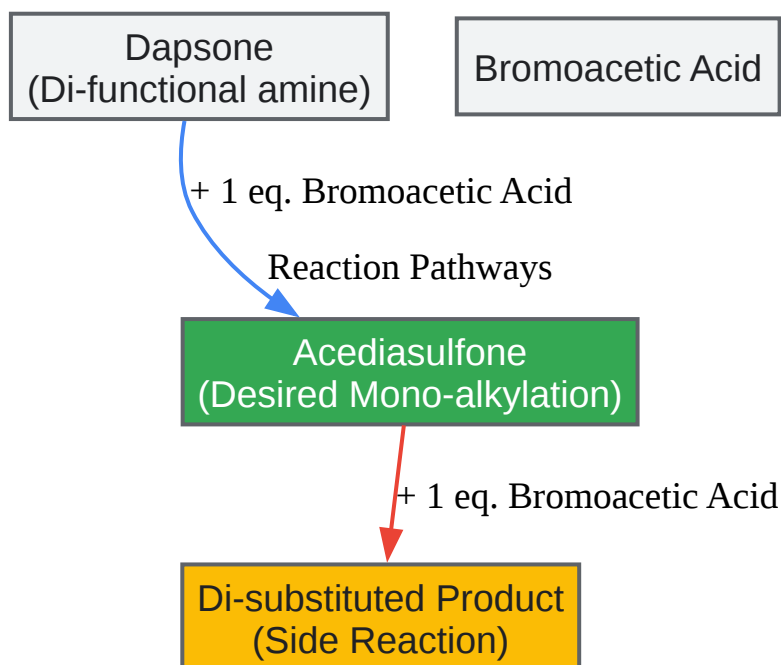 Dapsone
(Di-functional amine)
Bromoacetic Acid
+ 1 eq. Bromoacetic Acid
Reaction Pathways
Acediasulfone
(Desired Mono-alkylation)
+ 1 eq. Bromoacetic Acid
Di-substituted Product
(Side Reaction)